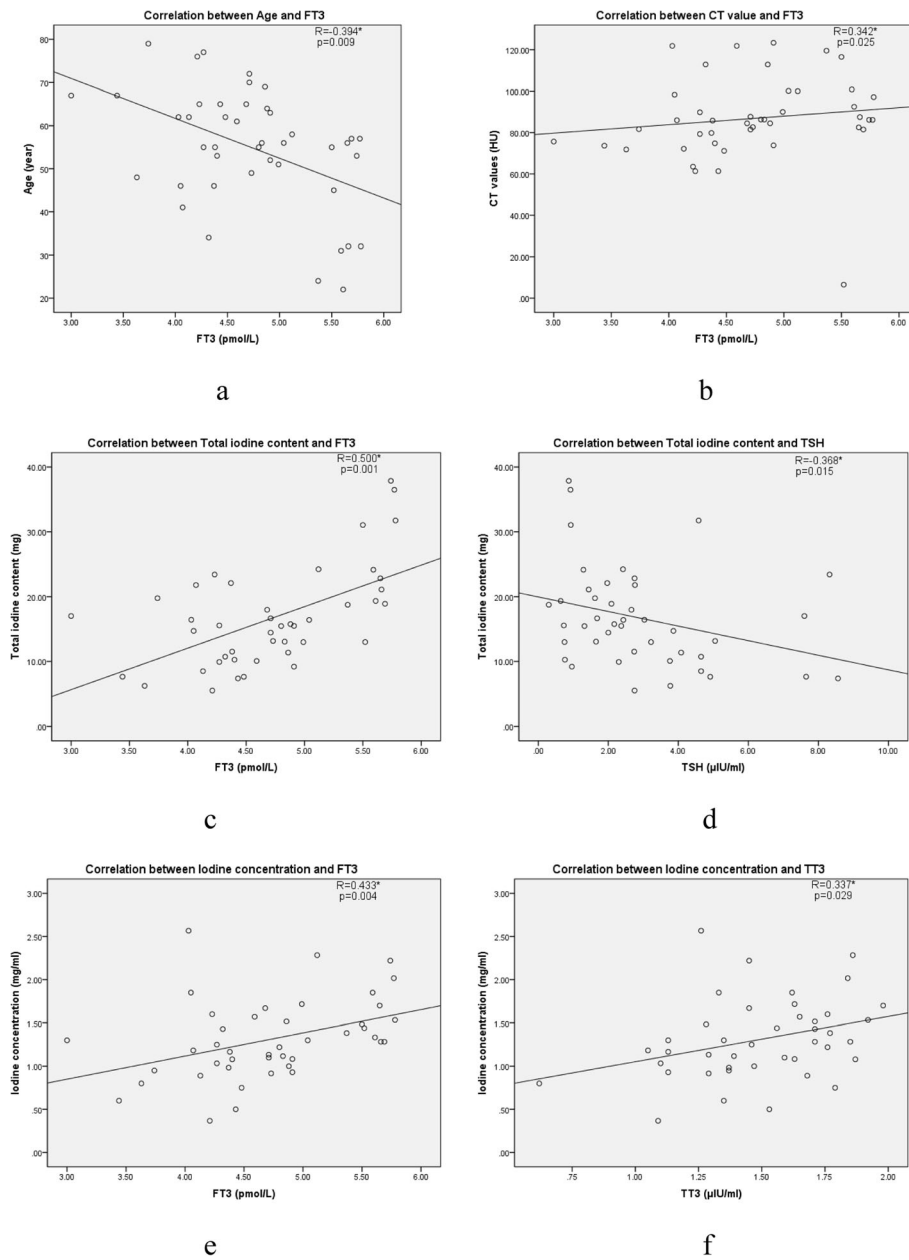 Correlation between Age and FT3
R=-0.394*
p=0.009
80
70
60
50
40
30
20
Age (year)
3.00 3.50 4.00 4.50 5.00 5.50 6.00
FT3 (pmol/L)
a
Correlation between CT value and FT3
R=0.342*
p=0.025
120.00
100.00
80.00
60.00
40.00
20.00
.00
CT values (HU)
3.00 3.50 4.00 4.50 5.00 5.50 6.00
FT3 (pmol/L)
b
Correlation between Total iodine content and FT3
R=0.500*
p=0.001
40.00
30.00
20.00
10.00
.00
Total iodine content (mg)
3.00 3.50 4.00 4.50 5.00 5.50 6.00
FT3 (pmol/L)
c
Correlation between Total iodine content and TSH
R=-0.368*
p=0.015
40.00
30.00
20.00
10.00
.00
Total iodine content (mg)
.00 2.00 4.00 6.00 8.00 10.00
TSH (μIU/ml)
d
Correlation between Iodine concentration and FT3
R=0.433*
p=0.004
3.00
2.50
2.00
1.50
1.00
.50
.00
Iodine concentration (mg/ml)
3.00 3.50 4.00 4.50 5.00 5.50 6.00
FT3 (pmol/L)
e
Correlation between Iodine concentration and TT3
R=0.337*
p=0.029
3.00
2.50
2.00
1.50
1.00
.50
.00
Iodine concentration (mg/ml)
.75 1.00 1.25 1.50 1.75 2.00
TT3 (μIU/ml)
f